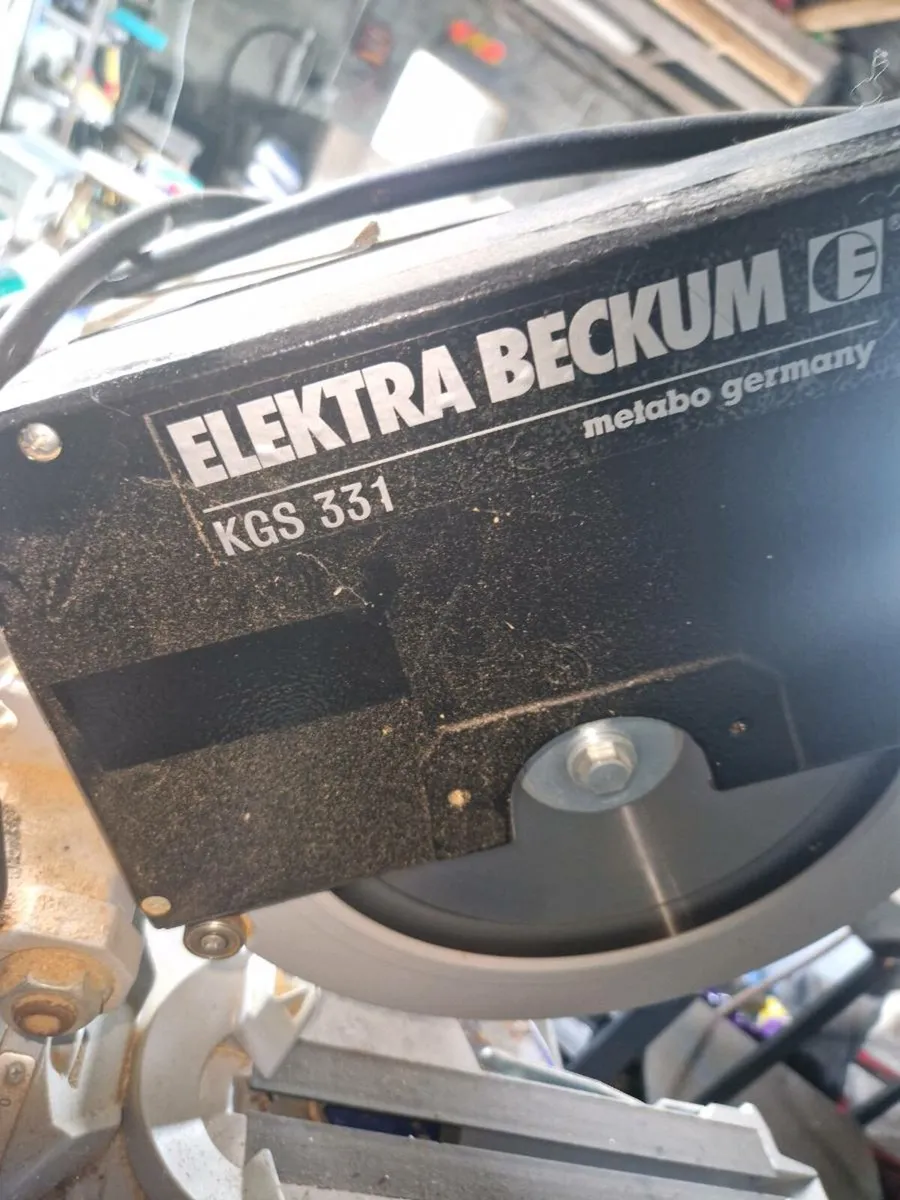 ELEKTRA BECKUM E®
metabo germany
KGS 331